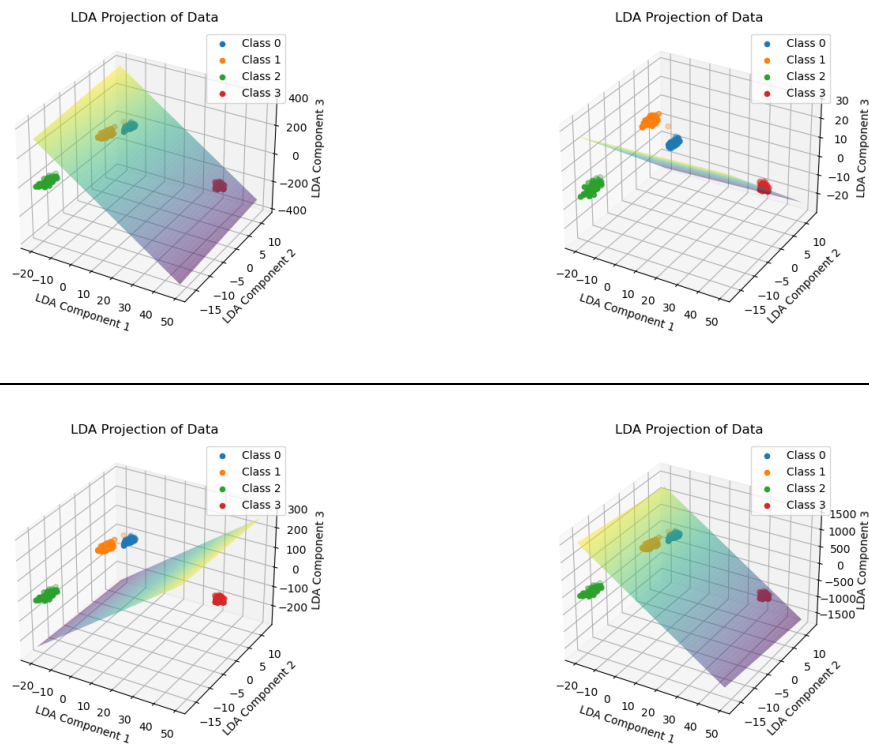 LDA Projection of Data
Class 0
Class 1
Class 2
Class 3
400
200
0
−200
−400
LDA Component 3
−20 −10 0 10 20 30 40 50
LDA Component 1
−15 −10 −5 0 5 10
LDA Component 2
LDA Projection of Data
Class 0
Class 1
Class 2
Class 3
30
20
10
0
−10
−20
LDA Component 3
−20 −10 0 10 20 30 40 50
LDA Component 1
−15 −10 −5 0 5 10
LDA Component 2
LDA Projection of Data
Class 0
Class 1
Class 2
Class 3
300
200
100
0
−100
−200
LDA Component 3
−20 −10 0 10 20 30 40 50
LDA Component 1
−15 −10 −5 0 5 10
LDA Component 2
LDA Projection of Data
Class 0
Class 1
Class 2
Class 3
1500
1000
500
0
−500
−1000
−1500
LDA Component 3
−20 −10 0 10 20 30 40 50
LDA Component 1
−15 −10 −5 0 5 10
LDA Component 2